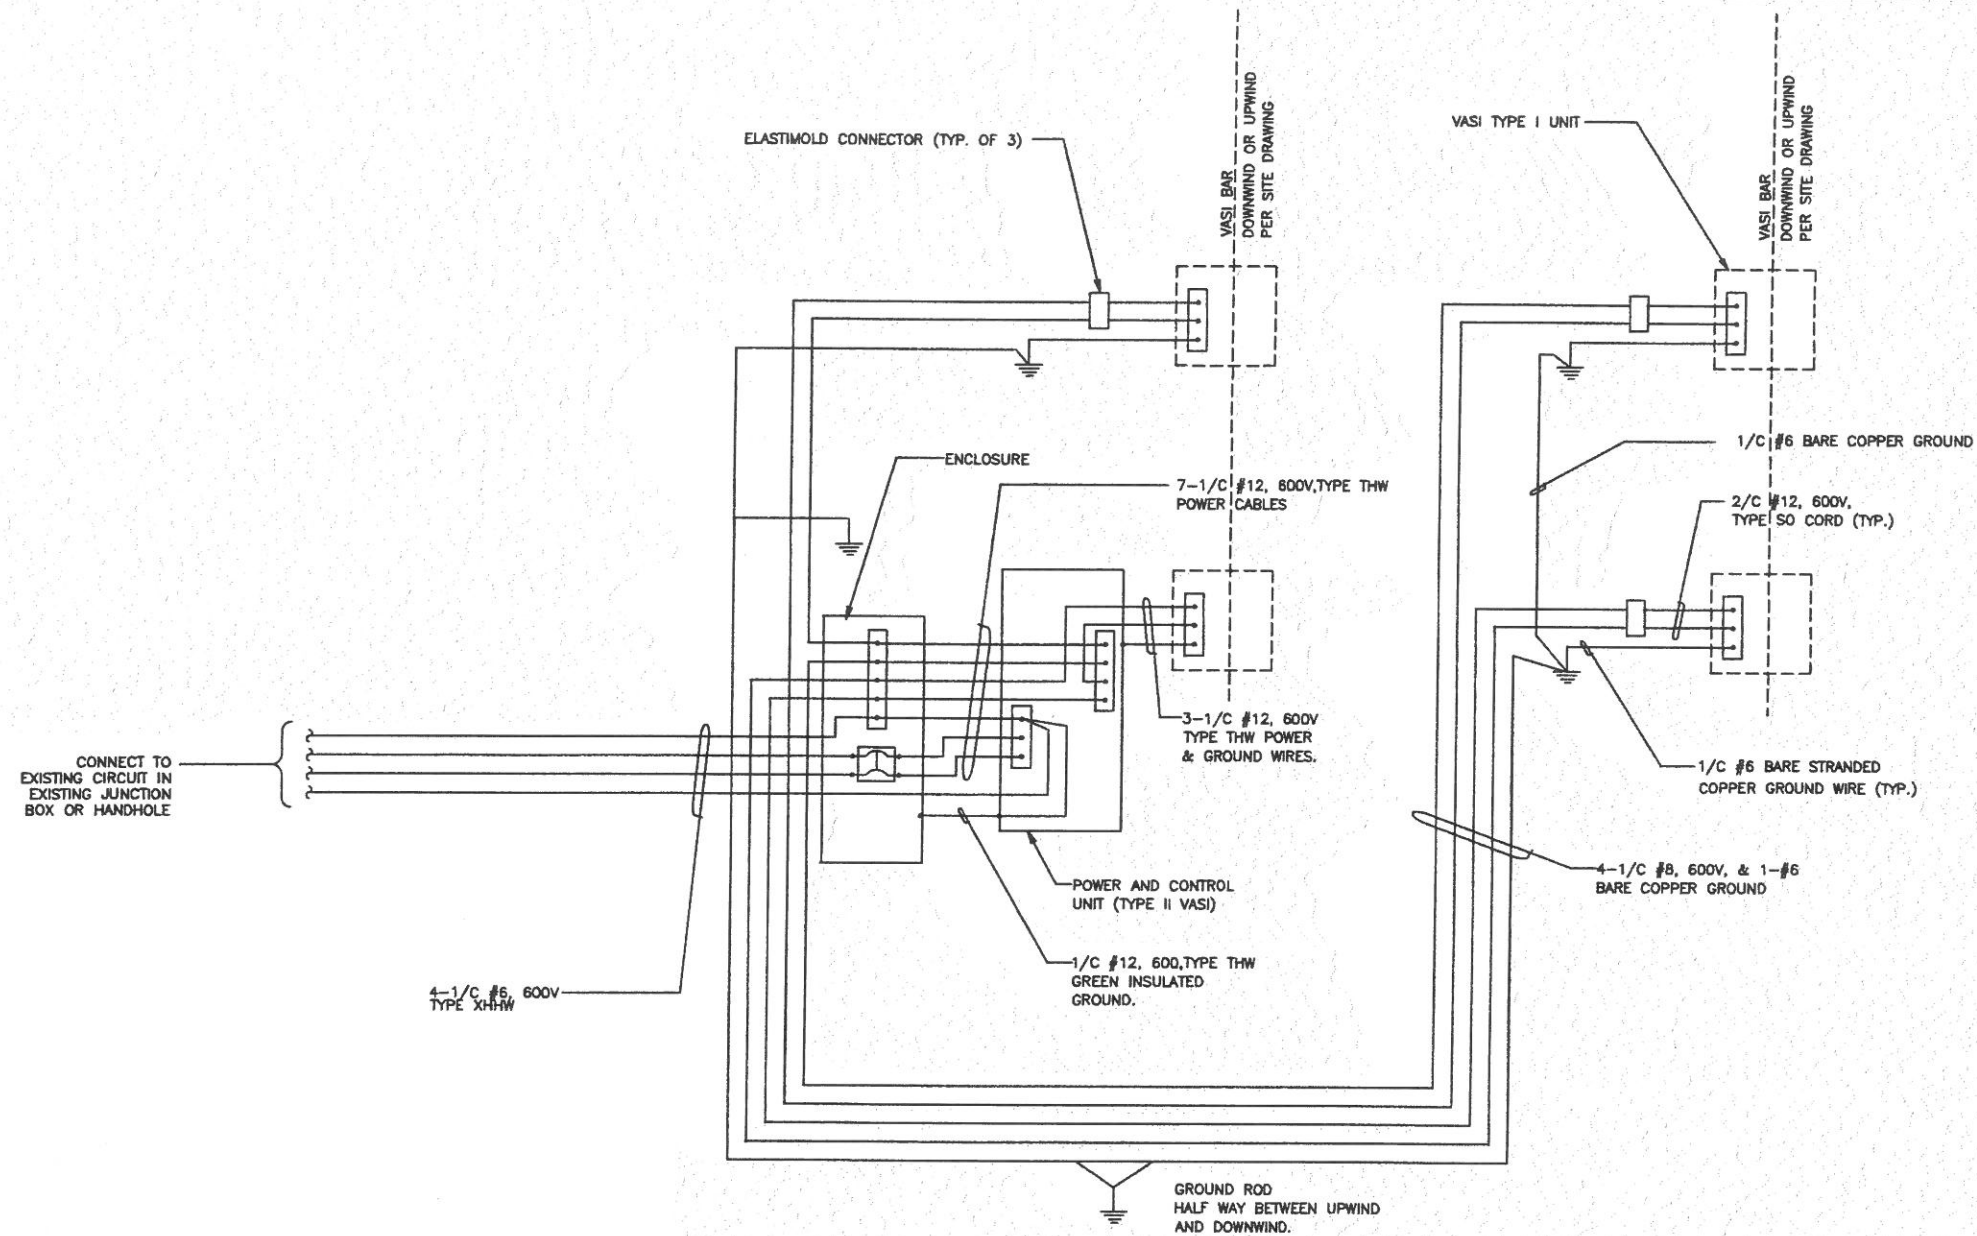 ELASTIMOLD CONNECTOR (TYP. OF 3)
VASI BAR
DOWNWIND OR UPWIND
PER SITE DRAWING
VASI TYPE I UNIT
VASI BAR
DOWNWIND OR UPWIND
PER SITE DRAWING
ENCLOSURE
7-1/C #12, 600V,TYPE THW
POWER CABLES
1/C #6 BARE COPPER GROUND
2/C #12, 600V,
TYPE SO CORD (TYP.)
CONNECT TO
EXISTING CIRCUIT IN
EXISTING JUNCTION
BOX OR HANDHOLE
3-1/C #12, 600V
TYPE THW POWER
& GROUND WIRES.
1/C #6 BARE STRANDED
COPPER GROUND WIRE (TYP.)
POWER AND CONTROL
UNIT (TYPE II VASI)
4-1/C #8, 600V, & 1-#6
BARE COPPER GROUND
1/C #12, 600,TYPE THW
GREEN INSULATED
GROUND.
4-1/C #6, 600V
TYPE XHHW
GROUND ROD
HALF WAY BETWEEN UPWIND
AND DOWNWIND.